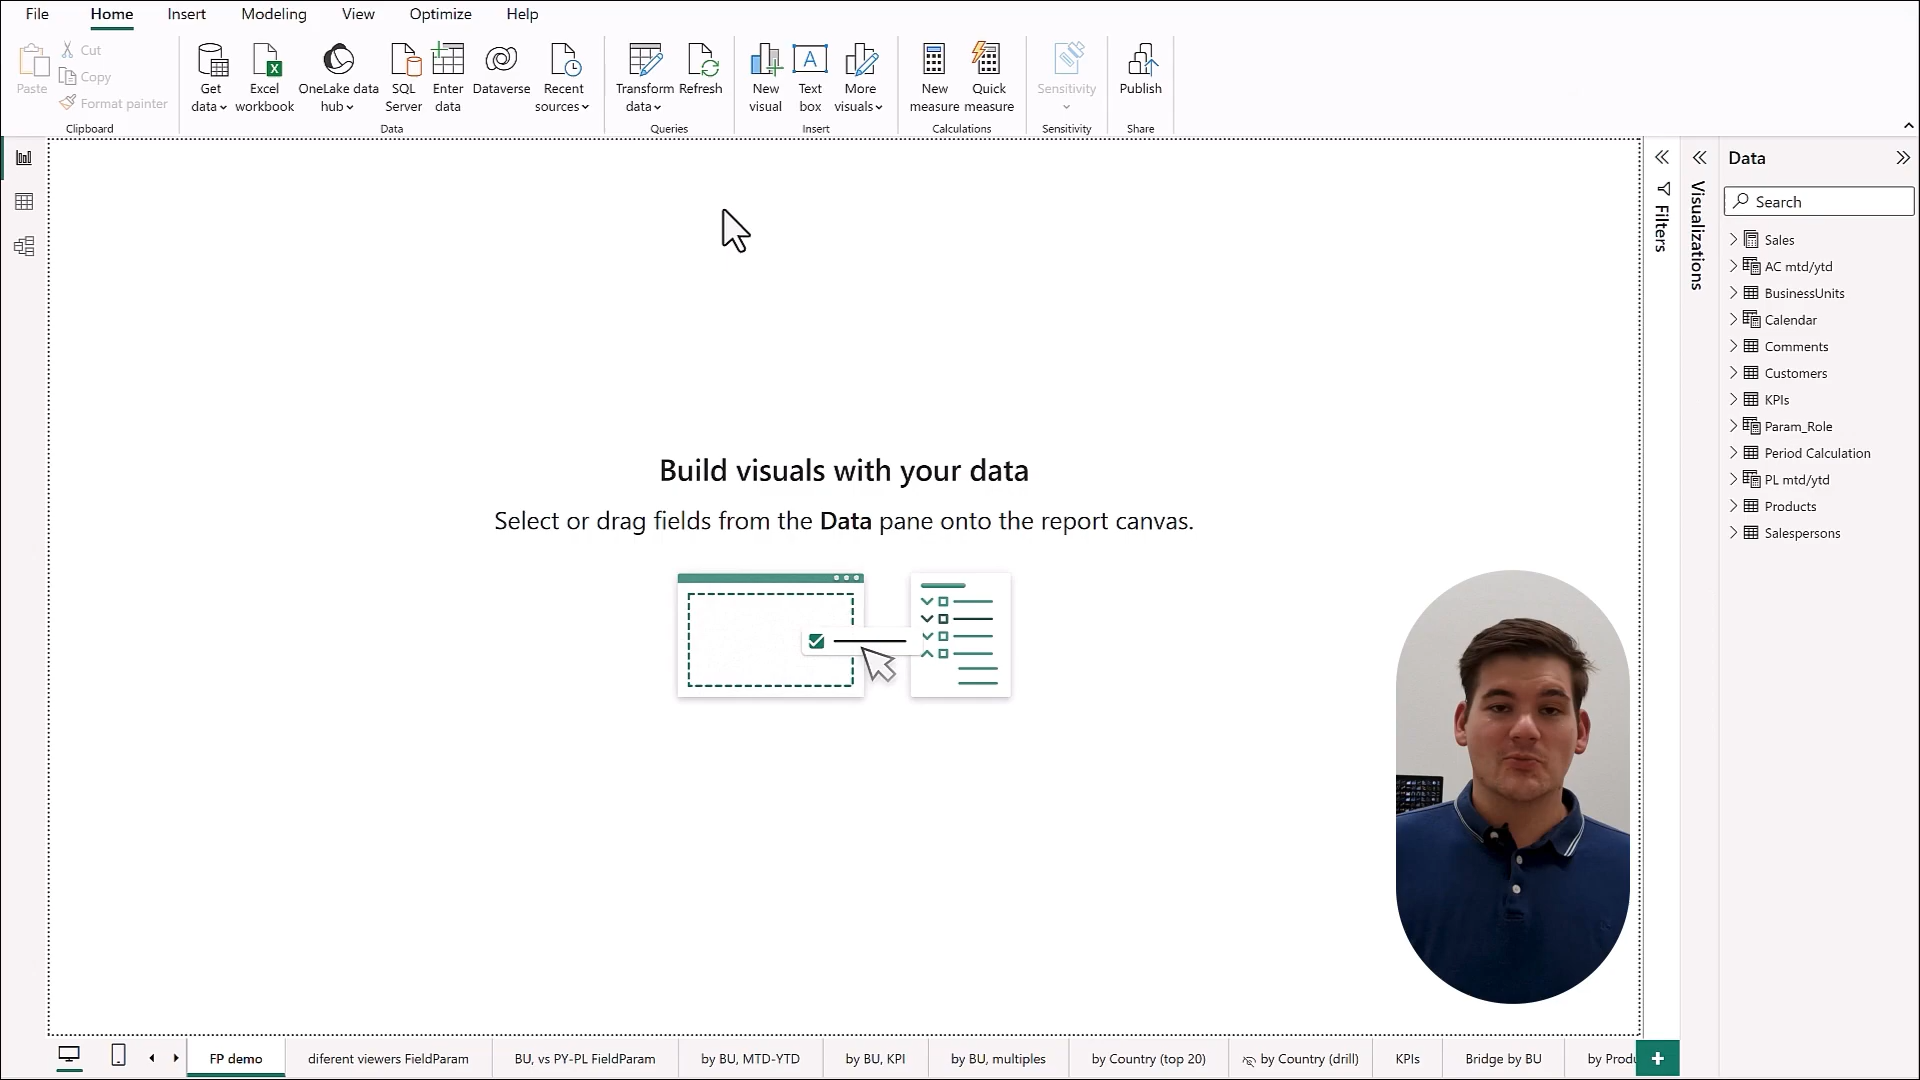 File Home Insert Modeling View Optimize Help
Paste
Cut
Copy
Format painter
Clipboard
Get data
Excel workbook
OneLake data hub
SQL Server
Enter data
Dataverse
Recent sources
Data
Transform data
Refresh
Queries
New visual
A
Text box
More visuals
Insert
New measure
Quick measure
Calculations
Sensitivity
Sensitivity
Publish
Share
Build visuals with your data
Select or drag fields from the Data pane onto the report canvas.
Filters
Visualizations
Data
Search
Sales
AC mtd/ytd
BusinessUnits
Calendar
Comments
Customers
KPIs
Param_Role
Period Calculation
PL mtd/ytd
Products
Salespersons
FP demo
diferent viewers FieldParam
BU, vs PY-PL FieldParam
by BU, MTD-YTD
by BU, KPI
by BU, multiples
by Country (top 20)
by Country (drill)
KPIs
Bridge by BU
by Produ